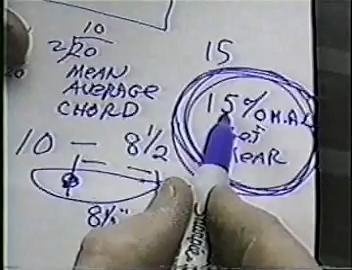 10
2)20
MEAN
AVERAGE
CHORD
10 - 8½
8½"
15
15% O M.A.
REAR